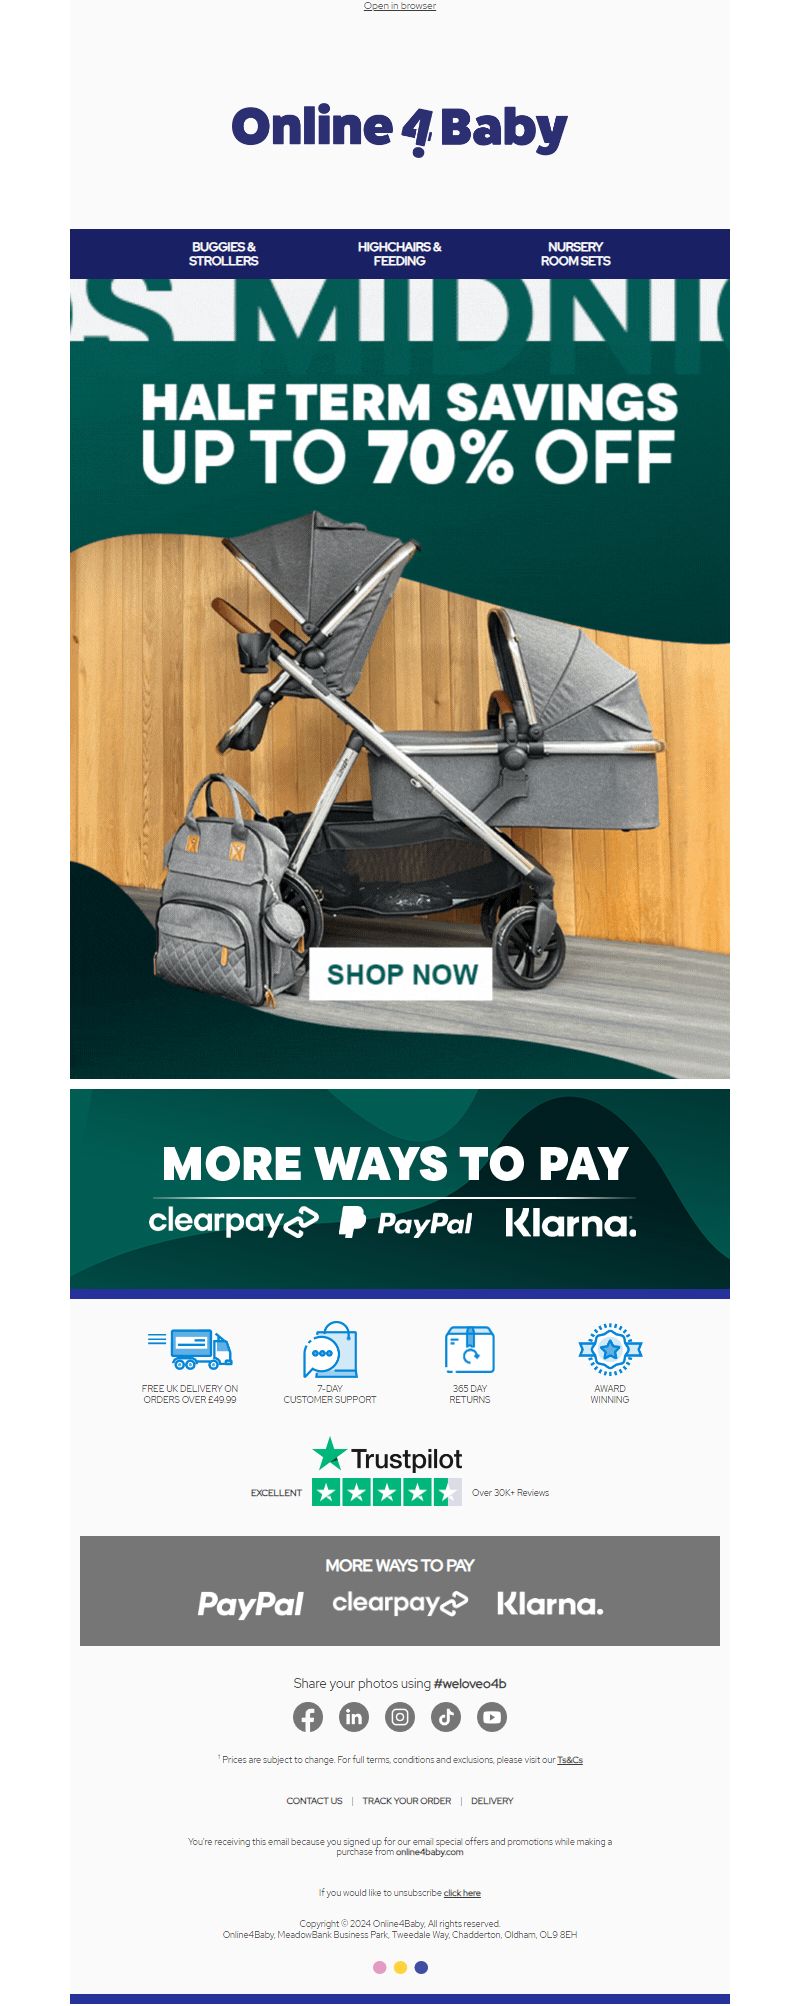 Open in browser
Online 4 Baby
BUGGIES & STROLLERS
HIGHCHAIRS & FEEDING
NURSERY ROOM SETS
S MIDNI
HALF TERM SAVINGS
UP TO 70% OFF
SHOP NOW
MORE WAYS TO PAY
clearpay PayPal Klarna.
FREE UK DELIVERY ON ORDERS OVER £49.99
7-DAY CUSTOMER SUPPORT
365 DAY RETURNS
AWARD WINNING
Trustpilot
EXCELLENT
Over 30K+ Reviews
MORE WAYS TO PAY
PayPal clearpay Klarna.
Share your photos using #weloveo4b
† Prices are subject to change. For full terms, conditions and exclusions, please visit our Ts&Cs
CONTACT US | TRACK YOUR ORDER | DELIVERY
You're receiving this email because you signed up for our email special offers and promotions while making a
purchase from online4baby.com
If you would like to unsubscribe click here
Copyright © 2024 Online4Baby, All rights reserved.
Online4Baby, MeadowBank Business Park, Tweedale Way, Chadderton, Oldham, OL9 8EH